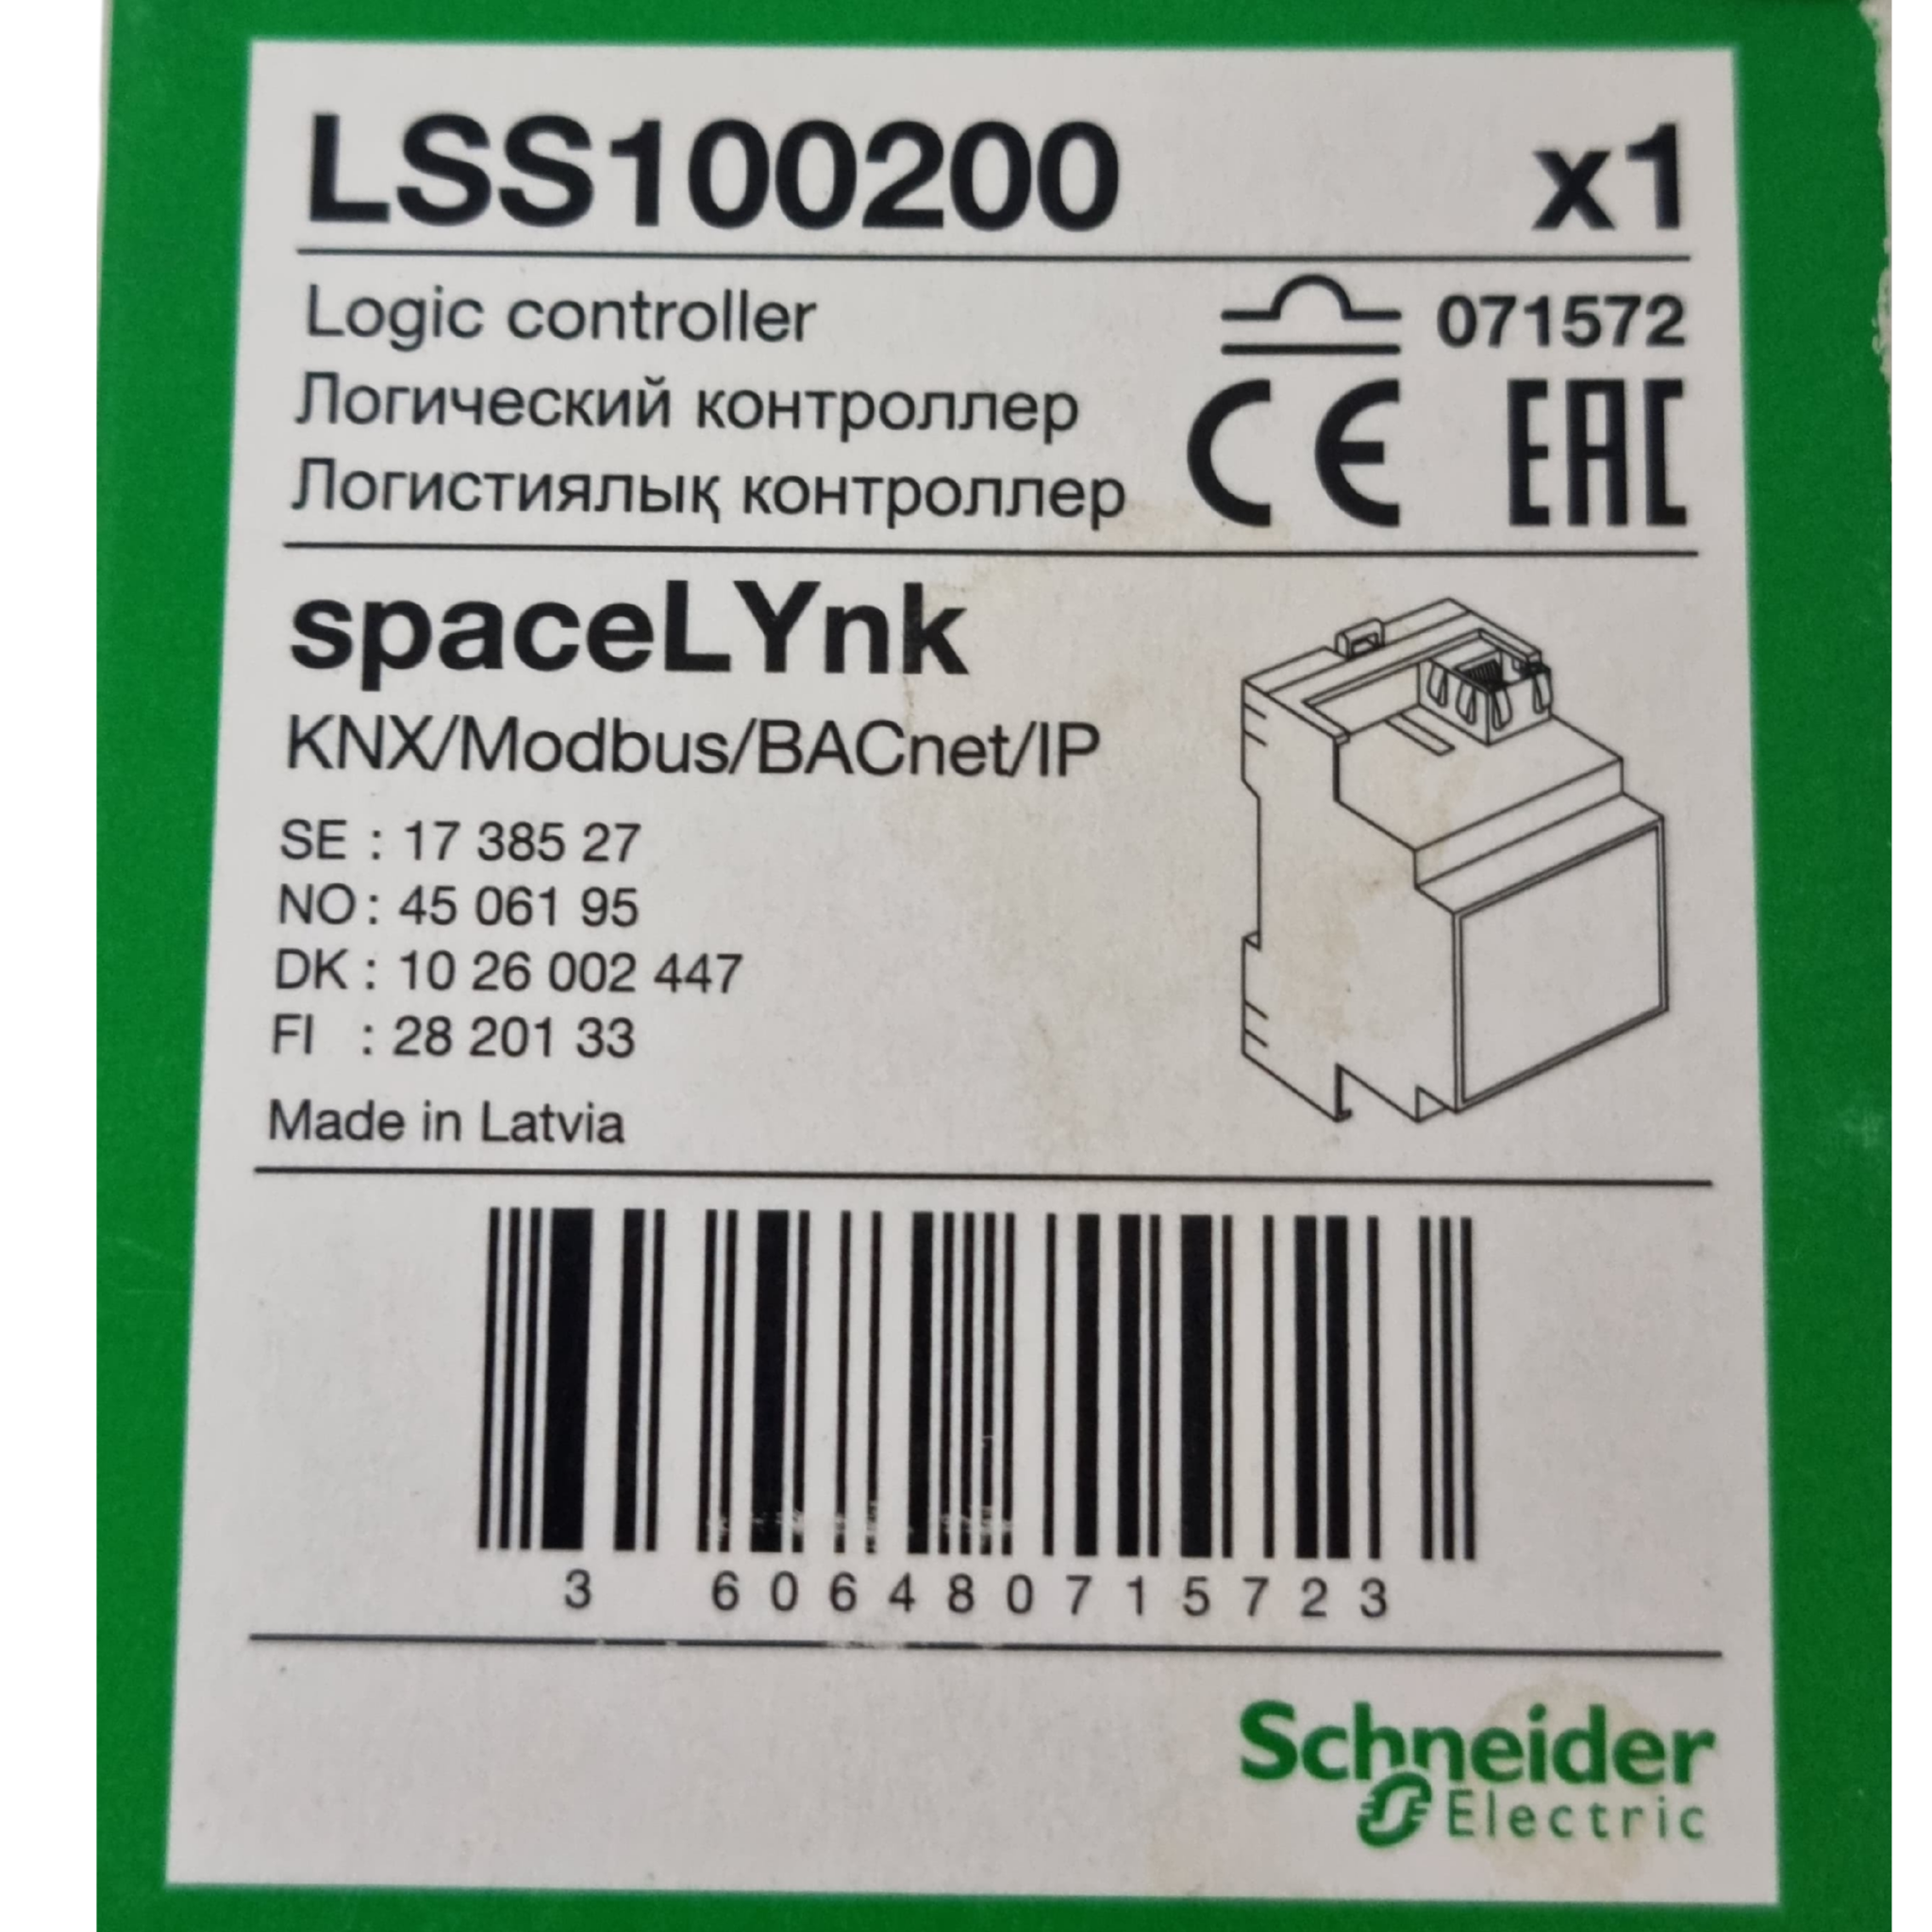 LSS100200 x1
Logic controller 071572
Логический контроллер CE EAC
Логистиялық контроллер
spaceLYnk
KNX/Modbus/BACnet/IP
SE : 17 385 27
NO : 45 061 95
DK : 10 26 002 447
FI : 28 201 33
Made in Latvia
3 606480715723
Schneider
Electric